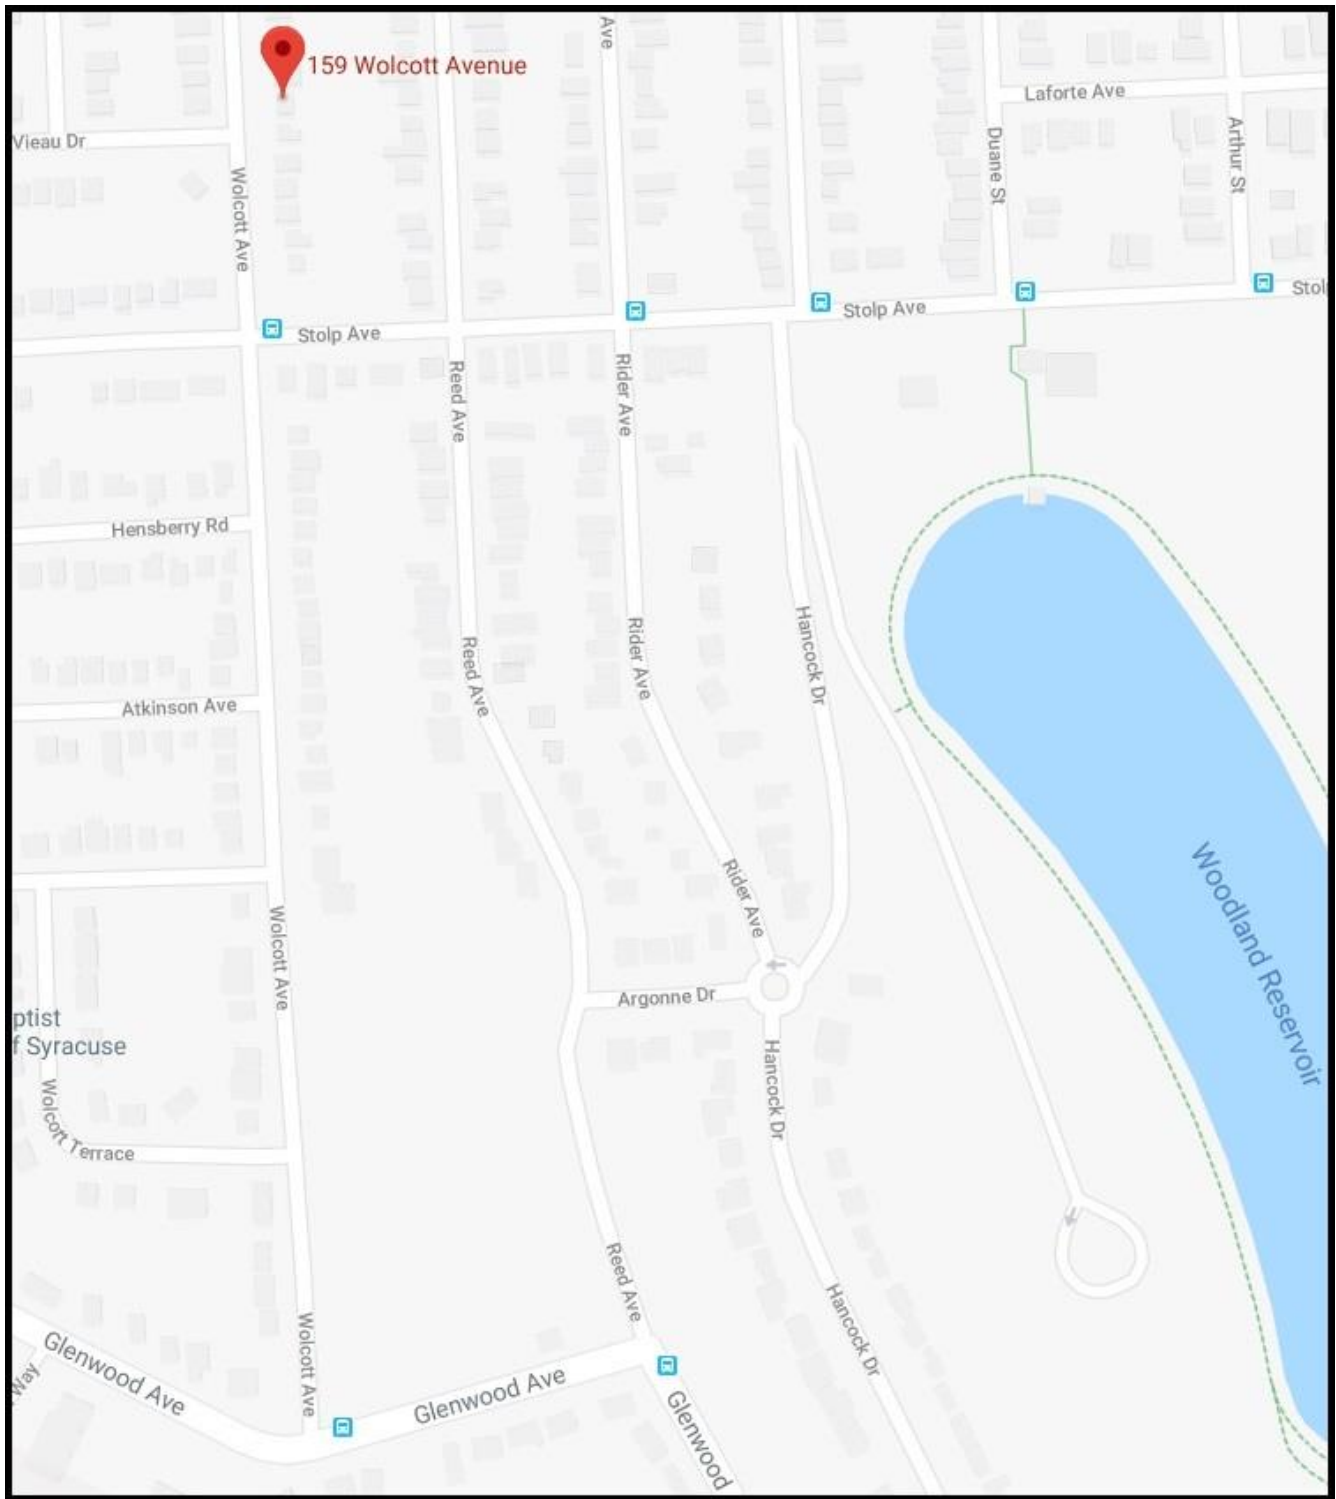 Ave
159 Wolcott Avenue
Laforte Ave
Vieau Dr
Duane St
Arthur St
Wolcott Ave
Stolp Ave
Stolp Ave
Stol
Reed Ave
Rider Ave
Hensberry Rd
Hancock Dr
Rider Ave
Reed Ave
Atkinson Ave
Rider Ave
Woodland Reservoir
Wolcott Ave
Argonne Dr
ptist
f Syracuse
Hancock Dr
Wolcott Terrace
Reed Ave
Hancock Dr
Wolcott Ave
Glenwood Ave
Way
Glenwood Ave
Glenwood